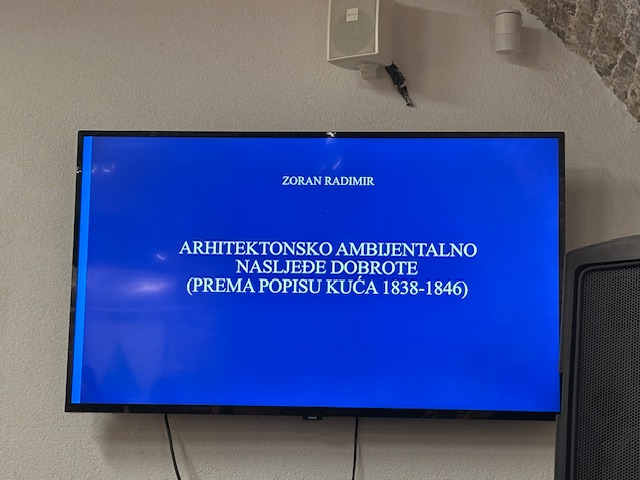 ZORAN RADIMIR
ARHITEKTONSKO AMBIJENTALNO
NASLJEĐE DOBROTE
(PREMA POPISU KUĆA 1838-1846)